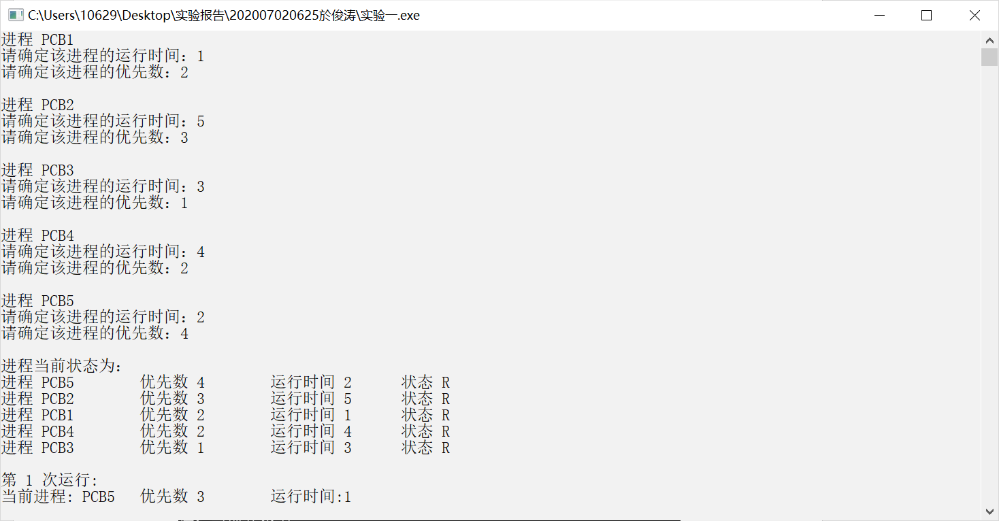 C:\Users\10629\Desktop\实验报告\202007020625於俊涛\实验一.exe
进程 PCB1
请确定该进程的运行时间：1
请确定该进程的优先数：2
进程 PCB2
请确定该进程的运行时间：5
请确定该进程的优先数：3
进程 PCB3
请确定该进程的运行时间：3
请确定该进程的优先数：1
进程 PCB4
请确定该进程的运行时间：4
请确定该进程的优先数：2
进程 PCB5
请确定该进程的运行时间：2
请确定该进程的优先数：4
进程当前状态为：
进程 PCB5 优先数 4 运行时间 2 状态 R
进程 PCB2 优先数 3 运行时间 5 状态 R
进程 PCB1 优先数 2 运行时间 1 状态 R
进程 PCB4 优先数 2 运行时间 4 状态 R
进程 PCB3 优先数 1 运行时间 3 状态 R
第 1 次运行:
当前进程: PCB5 优先数 3 运行时间:1